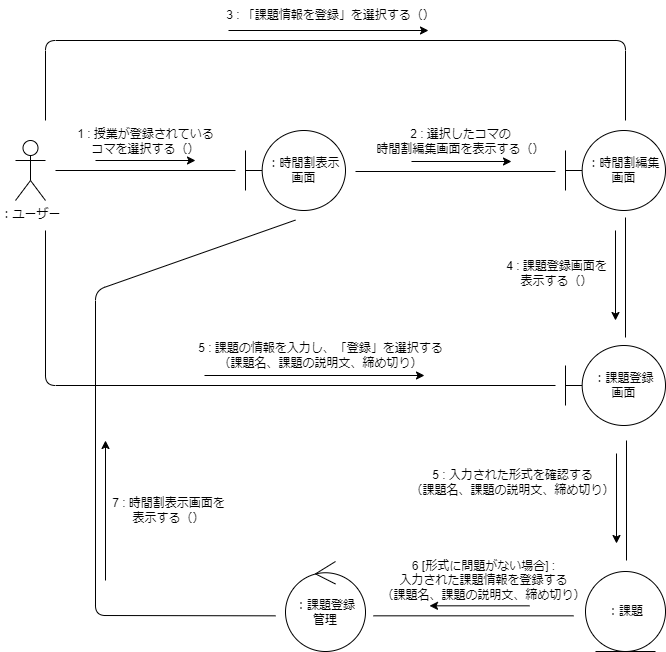 3 : 「課題情報を登録」を選択する（）
1 : 授業が登録されている
コマを選択する（）
2 : 選択したコマの
時間割編集画面を表示する（）
: 時間割表示
画面
: 時間割編集
画面
: ユーザー
4 : 課題登録画面を
表示する（）
5 : 課題の情報を入力し、「登録」を選択する
（課題名、課題の説明文、締め切り）
: 課題登録
画面
5 : 入力された形式を確認する
（課題名、課題の説明文、締め切り）
7 : 時間割表示画面を
表示する（）
6 [形式に問題がない場合] :
入力された課題情報を登録する
（課題名、課題の説明文、締め切り）
: 課題登録
管理
: 課題